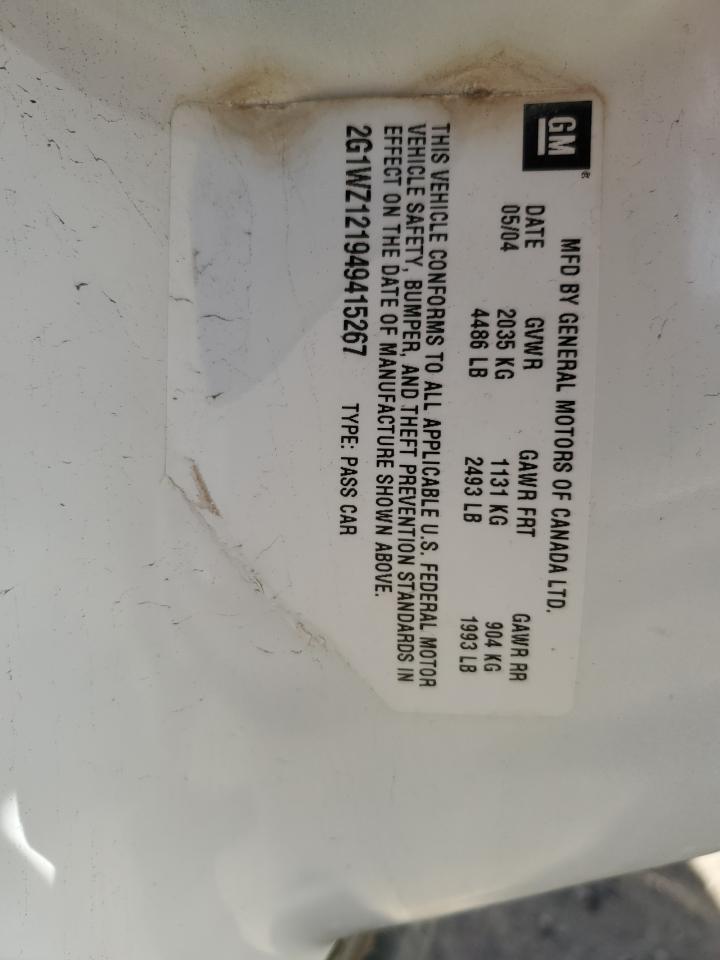 GM
MFD BY GENERAL MOTORS OF CANADA LTD.
DATE GVWR GAWR FRT GAWR RR
05/04 2035 KG 1131 KG 904 KG
4486 LB 2493 LB 1993 LB
THIS VEHICLE CONFORMS TO ALL APPLICABLE U.S. FEDERAL MOTOR
VEHICLE SAFETY, BUMPER, AND THEFT PREVENTION STANDARDS IN
EFFECT ON THE DATE OF MANUFACTURE SHOWN ABOVE.
2G1WZ121949415267 TYPE: PASS CAR